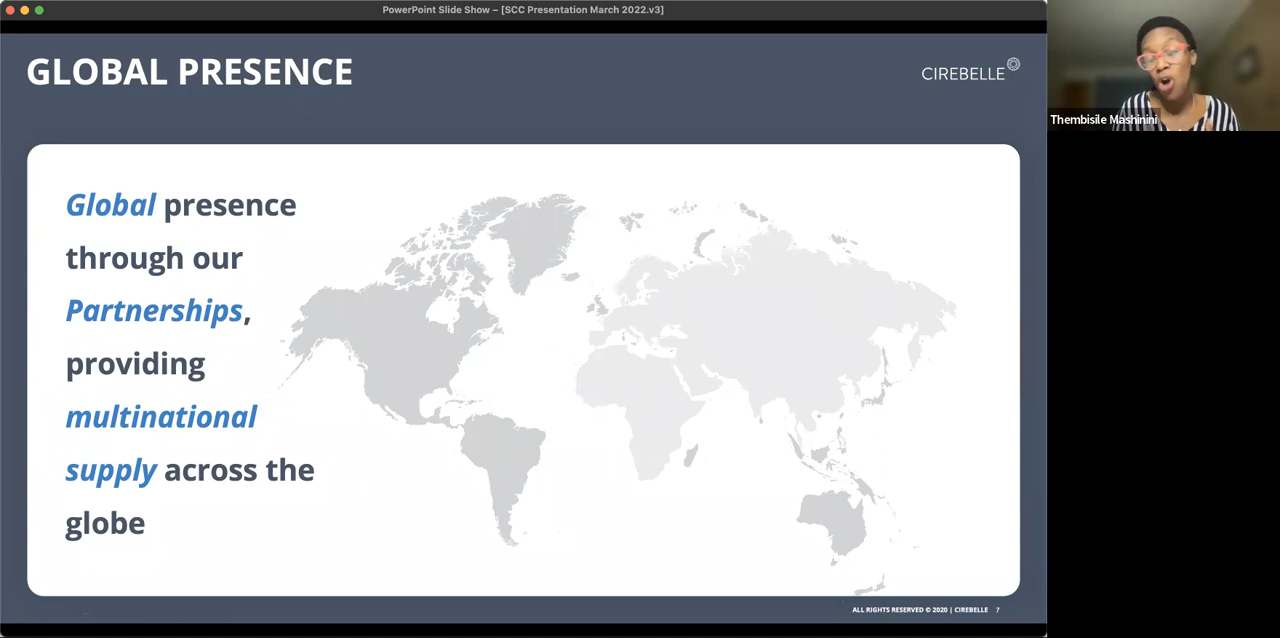 PowerPoint Slide Show – [SCC Presentation March 2022.v3]
GLOBAL PRESENCE
CIREBELLE
Thembisile Mashinini
Global presence
through our
Partnerships,
providing
multinational
supply across the
globe
ALL RIGHTS RESERVED © 2020 | CIREBELLE 7